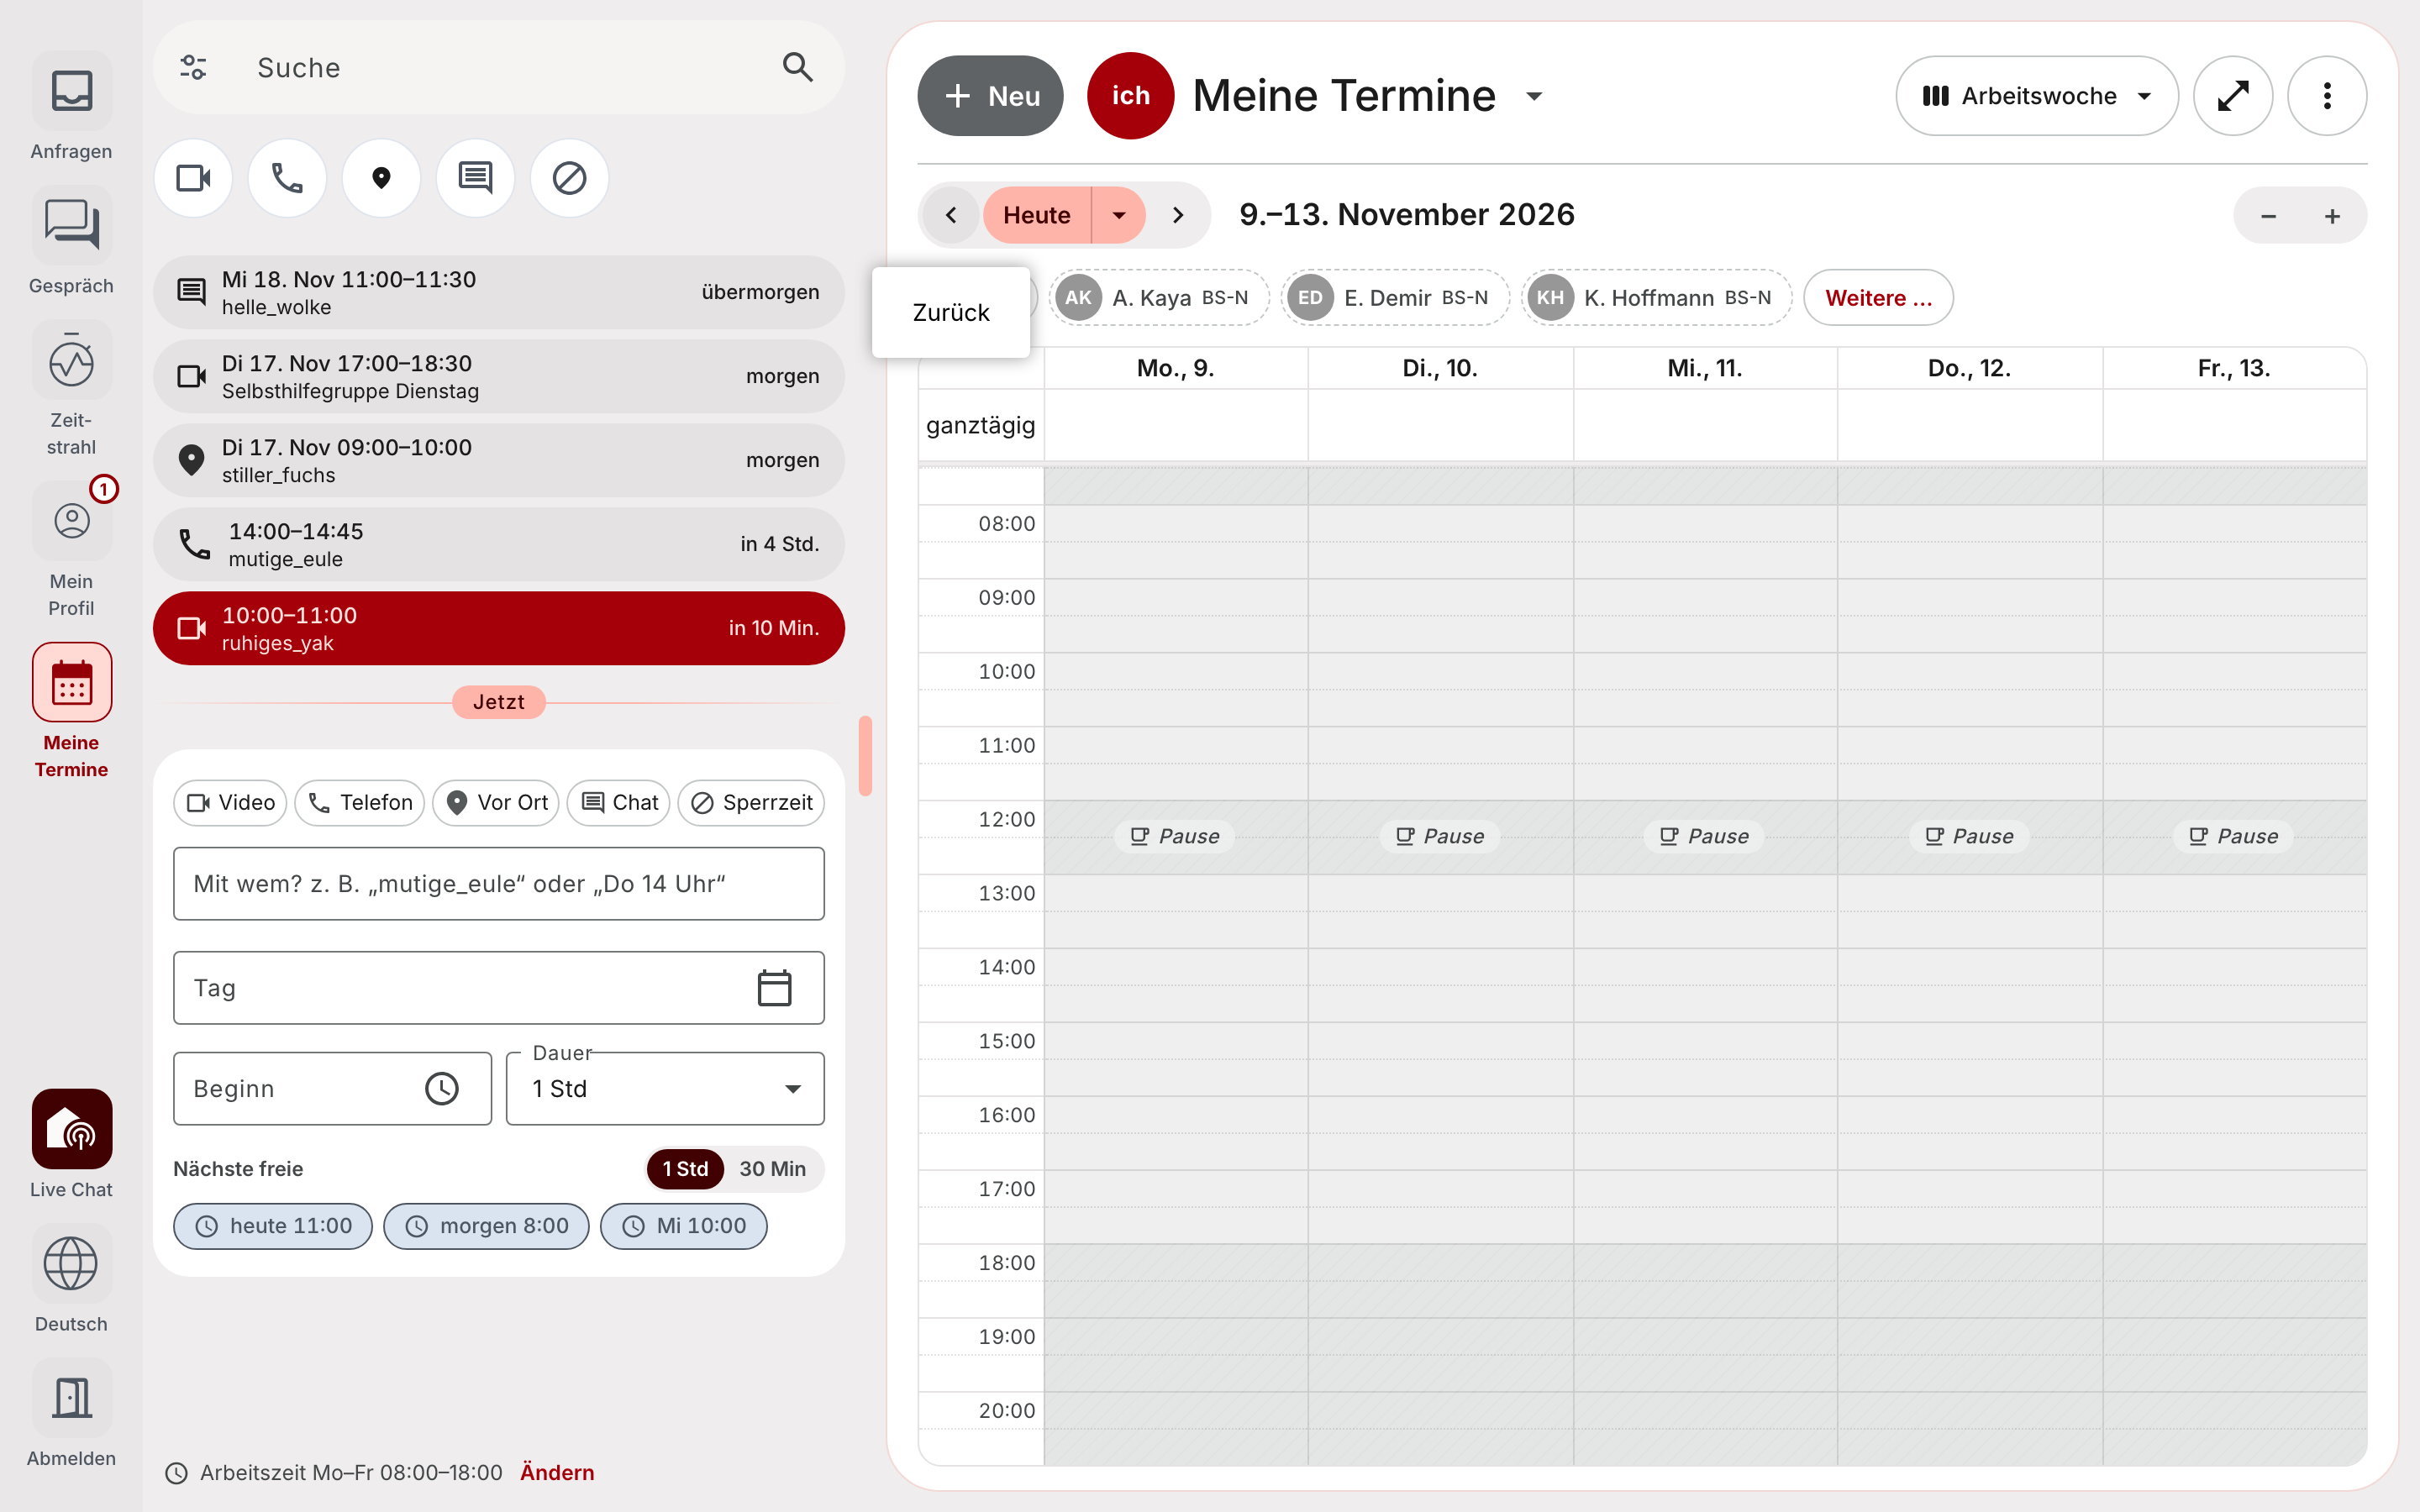 Anfragen
Gespräch
Zeit-
strahl
1
Mein
Profil
Meine
Termine
Live Chat
Deutsch
Abmelden
Suche
Mi 18. Nov 11:00–11:30
helle_wolke
übermorgen
Di 17. Nov 17:00–18:30
Selbsthilfegruppe Dienstag
morgen
Di 17. Nov 09:00–10:00
stiller_fuchs
morgen
14:00–14:45
mutige_eule
in 4 Std.
10:00–11:00
ruhiges_yak
in 10 Min.
Jetzt
Video
Telefon
Vor Ort
Chat
Sperrzeit
Mit wem? z. B. „mutige_eule“ oder „Do 14 Uhr“
Tag
Beginn
Dauer
1 Std
Nächste freie
1 Std
30 Min
heute 11:00
morgen 8:00
Mi 10:00
Arbeitszeit Mo–Fr 08:00–18:00 Ändern
+ Neu
ich
Meine Termine
Arbeitswoche
Heute
9.–13. November 2026
Zurück
AK A. Kaya BS-N
ED E. Demir BS-N
KH K. Hoffmann BS-N
Weitere ...
Mo., 9.
Di., 10.
Mi., 11.
Do., 12.
Fr., 13.
ganztägig
08:00
09:00
10:00
11:00
12:00
Pause
Pause
Pause
Pause
Pause
13:00
14:00
15:00
16:00
17:00
18:00
19:00
20:00